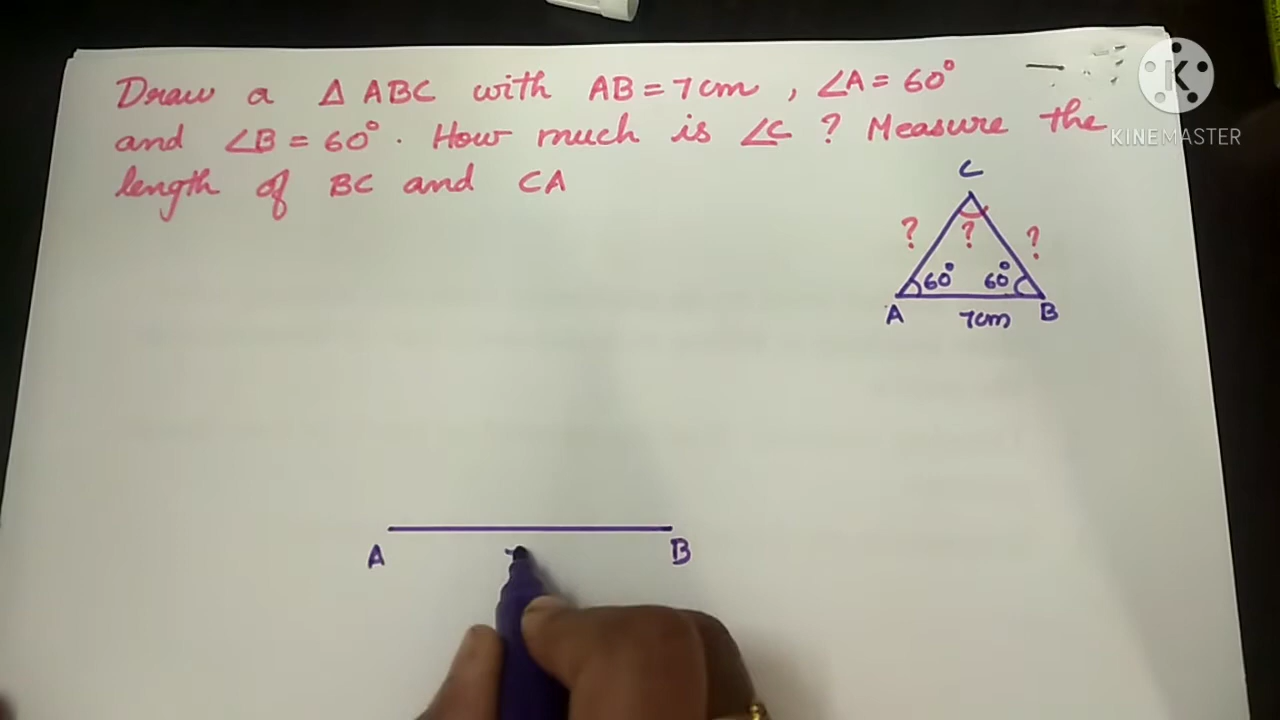 Draw a Δ ABC with AB = 7cm, ∠A = 60°
and ∠B = 60°. How much is ∠C ? Measure the
length of BC and CA
K
KINEMASTER
C
? ? ?
60° 60°
A 7cm B
A B